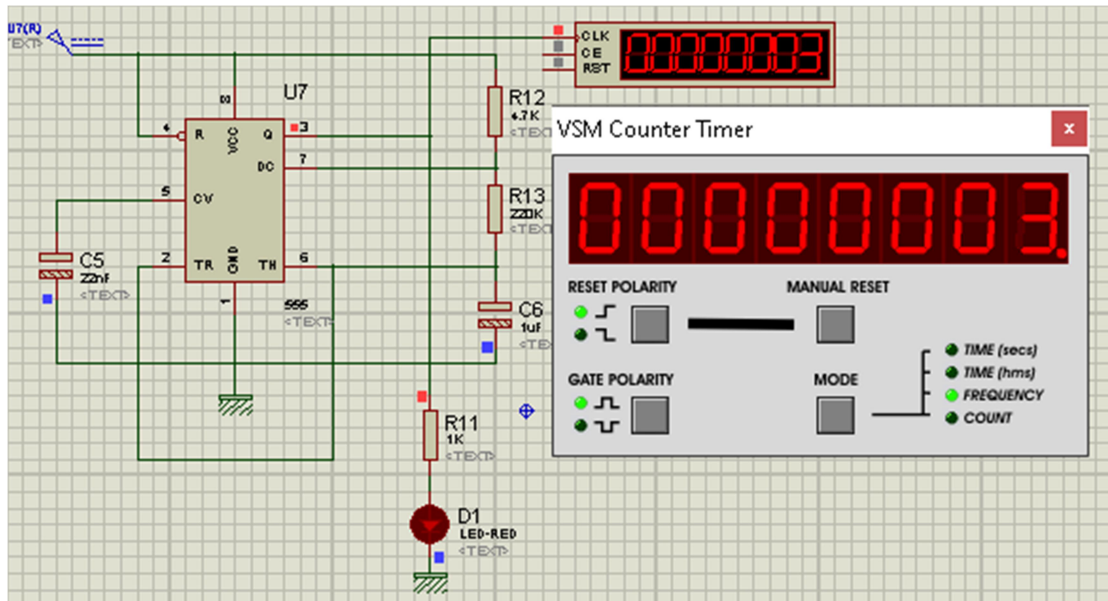 U7(R)
<TEXT>
CLK
CE
RST
00000003
U7
R12
4.7K
<TEXT>
8
4
R
VCC
Q
3
DC
7
5
CV
R13
220K
<TEXT>
2
TR
GND
TH
6
1
555
<TEXT>
C5
22nF
<TEXT>
C6
1uF
<TE
R11
1K
<TEXT>
D1
LED-RED
<TEXT>
VSM Counter Timer
x
00000003.
RESET POLARITY
MANUAL RESET
GATE POLARITY
MODE
TIME (secs)
TIME (hms)
FREQUENCY
COUNT